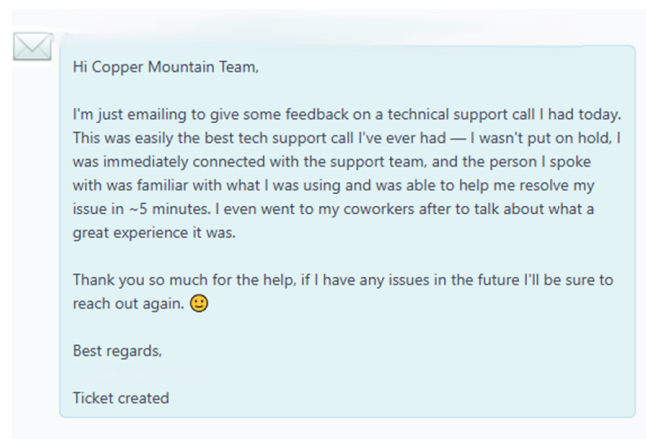 Hi Copper Mountain Team,
I'm just emailing to give some feedback on a technical support call I had today.
This was easily the best tech support call I've ever had — I wasn't put on hold, I
was immediately connected with the support team, and the person I spoke
with was familiar with what I was using and was able to help me resolve my
issue in ~5 minutes. I even went to my coworkers after to talk about what a
great experience it was.
Thank you so much for the help, if I have any issues in the future I'll be sure to
reach out again. 🙂
Best regards,
Ticket created